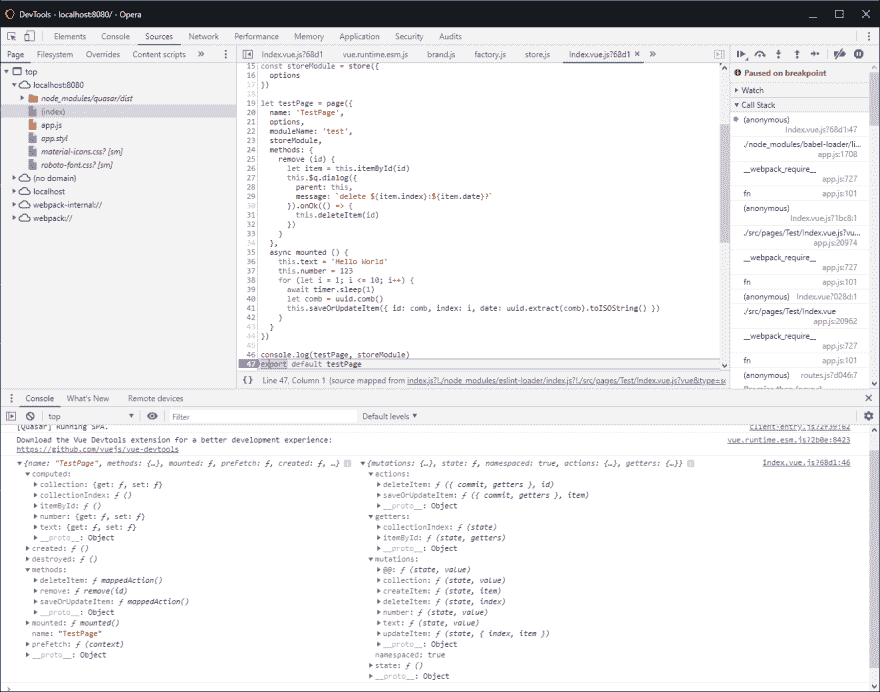 DevTools - localhost:8080/ - Opera
Elements Console Sources Network Performance Memory Application Security Audits
Page Filesystem Overrides Content scripts »
Index.vue.js?68d1 vue.runtime.esm.js brand.js factory.js store.js Index.vue.js?68d1 × »
top
localhost:8080
node_modules/quasar/dist
(index)
app.js
app.styl
material-icons.css? [sm]
roboto-font.css? [sm]
(no domain)
localhost
webpack-internal://
webpack://
15 const storeModule = store({
16 options
17 })
18
19 let testPage = page({
20 name: 'TestPage',
21 options,
22 moduleName: 'test',
23 storeModule,
24 methods: {
25 remove (id) {
26 let item = this.itemById(id)
27 this.$q.dialog({
28 parent: this,
29 message: `delete ${item.index}:${item.date}?`
30 }).onOk(() => {
31 this.deleteItem(id)
32 })
33 }
34 },
35 async mounted () {
36 this.text = 'Hello World'
37 this.number = 123
38 for (let i = 1; i <= 10; i++) {
39 await timer.sleep(1)
40 let comb = uuid.comb()
41 this.saveOrUpdateItem({ id: comb, index: i, date: uuid.extract(comb).toISOString() })
42 }
43 }
44 })
45
46 console.log(testPage, storeModule)
47 export default testPage
{} Line 47, Column 1 (source mapped from index.js?!./node_modules/eslint-loader/index.js?!./src/pages/Test/Index.vue.js?vue&type=sc
Paused on breakpoint
Watch
Call Stack
(anonymous)
Index.vue.js?68d1:47
./node_modules/babel-loader/li…
app.js:1708
__webpack_require__
app.js:727
fn app.js:101
(anonymous)
Index.vue.js?1bc8:1
./src/pages/Test/Index.vue.js?vu…
app.js:20974
__webpack_require__
app.js:727
fn app.js:101
(anonymous) Index.vue?028d:1
./src/pages/Test/Index.vue
app.js:20962
__webpack_require__
app.js:727
fn app.js:101
(anonymous) routes.js?d046:7
Console What's New Remote devices
top Filter Default levels
[Quasar] Running SPA. client-entry.js?2f39:62
Download the Vue Devtools extension for a better development experience: vue.runtime.esm.js?2b0e:8423
https://github.com/vuejs/vue-devtools
{name: "TestPage", methods: {…}, mounted: ƒ, preFetch: ƒ, created: ƒ, …}
computed:
collection: {get: ƒ, set: ƒ}
collectionIndex: ƒ ()
itemById: ƒ ()
number: {get: ƒ, set: ƒ}
text: {get: ƒ, set: ƒ}
__proto__: Object
created: ƒ ()
destroyed: ƒ ()
methods:
deleteItem: ƒ mappedAction()
remove: ƒ remove(id)
saveOrUpdateItem: ƒ mappedAction()
__proto__: Object
mounted: ƒ mounted()
name: "TestPage"
preFetch: ƒ (context)
__proto__: Object
{mutations: {…}, state: ƒ, namespaced: true, actions: {…}, getters: {…}} Index.vue.js?68d1:46
actions:
deleteItem: ƒ ({ commit, getters }, id)
saveOrUpdateItem: ƒ ({ commit, getters }, item)
__proto__: Object
getters:
collectionIndex: ƒ (state)
itemById: ƒ (state, getters)
__proto__: Object
mutations:
@@: ƒ (state, value)
collection: ƒ (state, value)
createItem: ƒ (state, item)
deleteItem: ƒ (state, index)
number: ƒ (state, value)
text: ƒ (state, value)
updateItem: ƒ (state, { index, item })
__proto__: Object
namespaced: true
state: ƒ ()
__proto__: Object